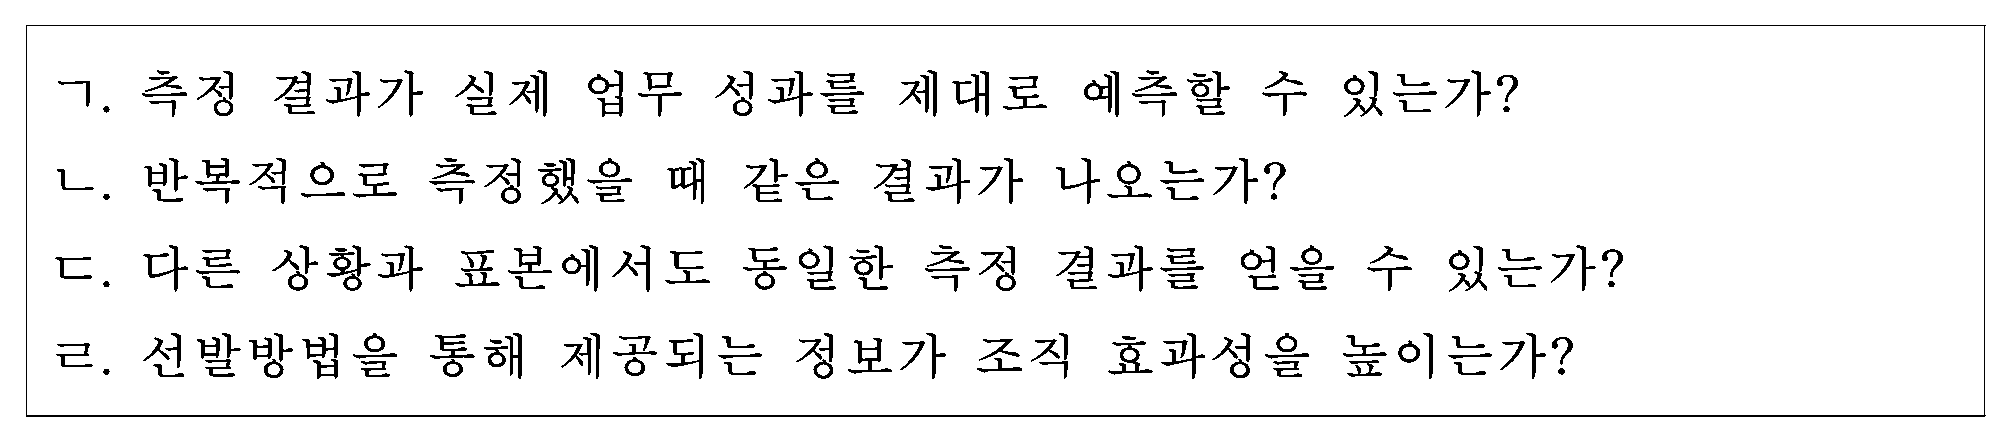 ㄱ. 측정 결과가 실제 업무 성과를 제대로 예측할 수 있는가?
ㄴ. 반복적으로 측정했을 때 같은 결과가 나오는가?
ㄷ. 다른 상황과 표본에서도 동일한 측정 결과를 얻을 수 있는가?
ㄹ. 선발방법을 통해 제공되는 정보가 조직 효과성을 높이는가?